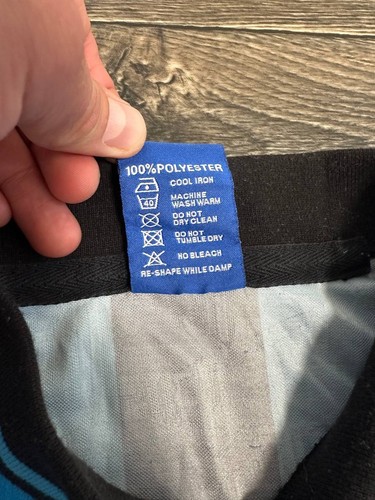 100% POLYESTER
COOL IRON
40 MACHINE
WASH WARM
DO NOT
DRY CLEAN
DO NOT
TUMBLE DRY
NO BLEACH
RE-SHAPE WHILE DAMP